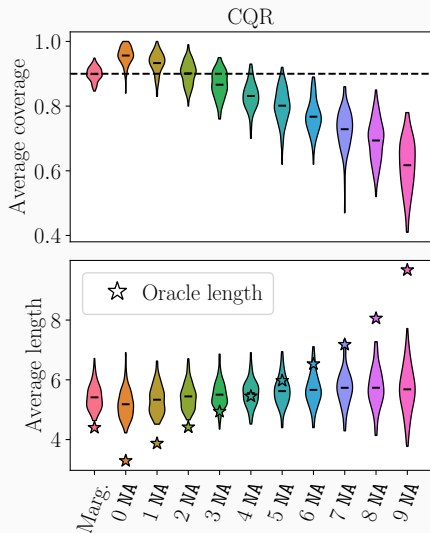 CQR
Average coverage
1.0
0.8
0.6
0.4
Average length
☆ Oracle length
8
6
4
Marg.
0 NA
1 NA
2 NA
3 NA
4 NA
5 NA
6 NA
7 NA
8 NA
9 NA